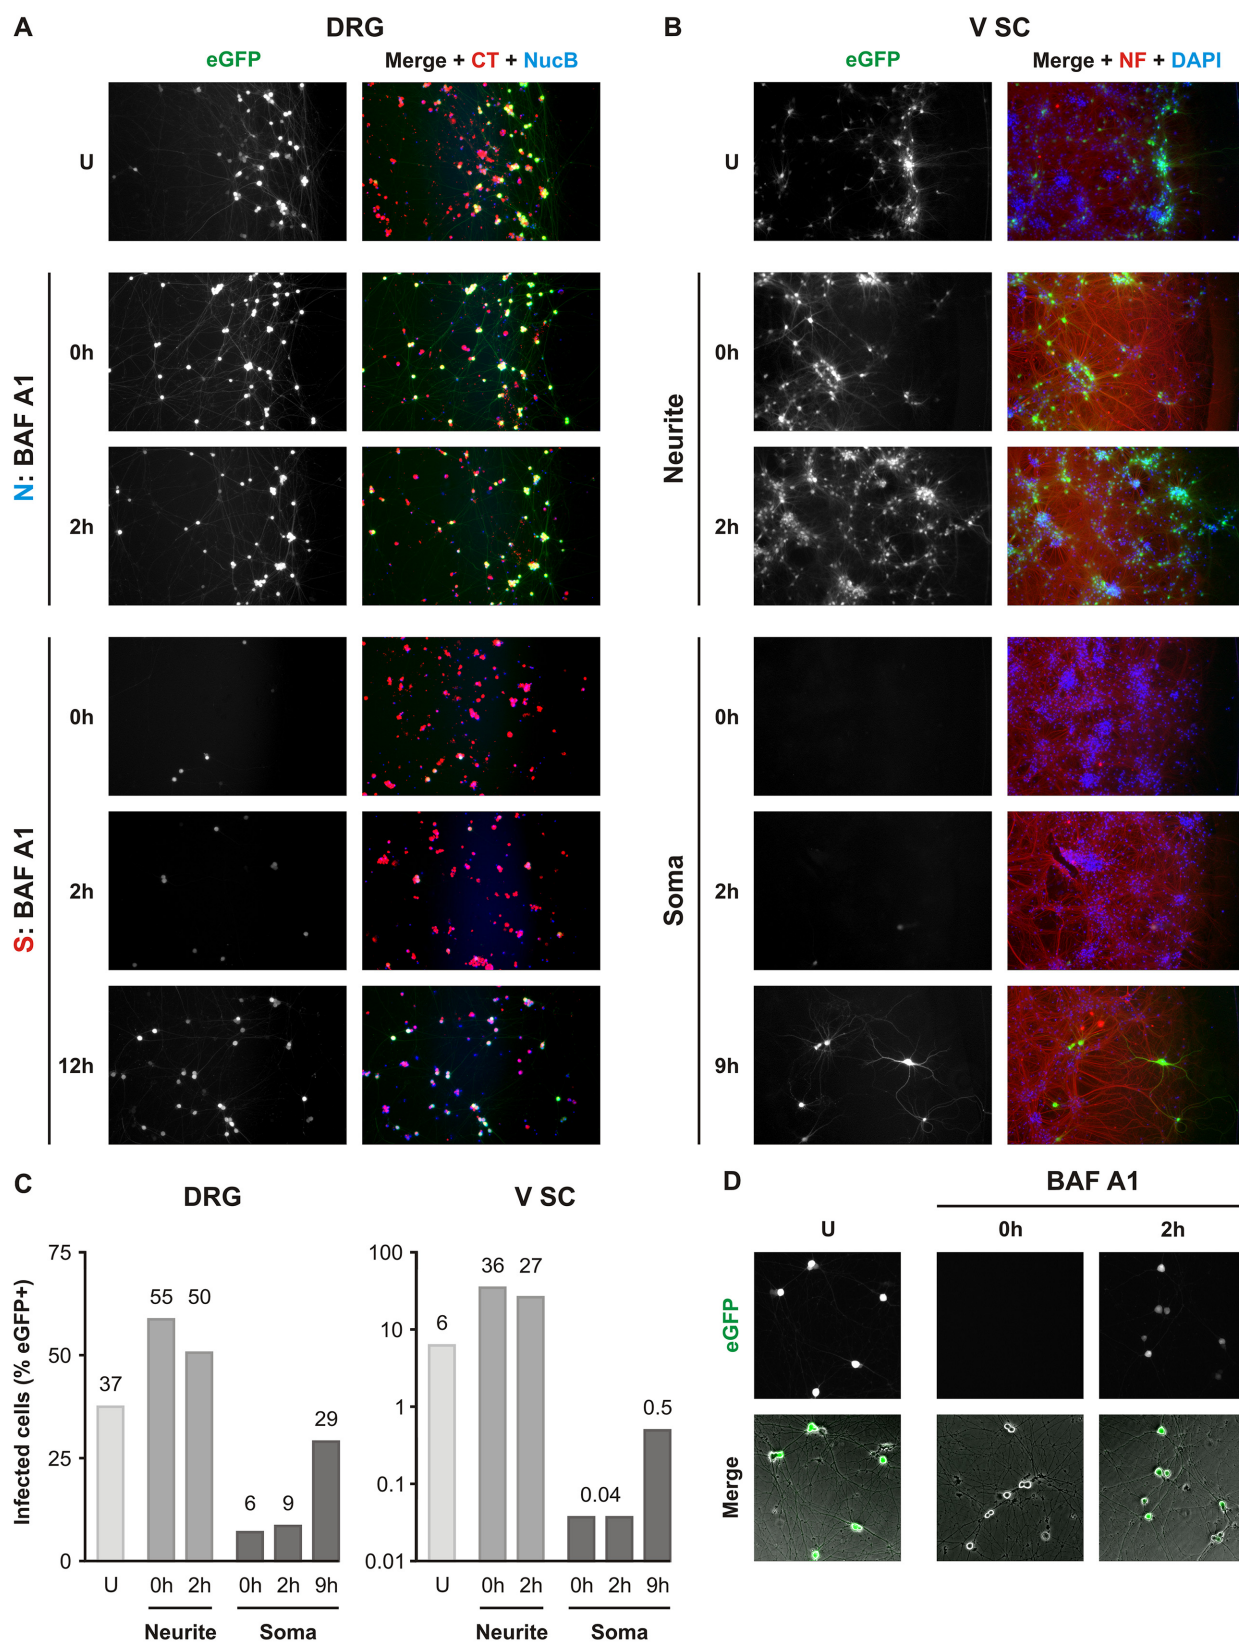 A
DRG
eGFP
Merge + CT + NucB
U
N: BAF A1
0h
2h
S: BAF A1
0h
2h
12h
B
V SC
eGFP
Merge + NF + DAPI
U
Neurite
0h
2h
Soma
0h
2h
9h
C
DRG
Infected cells (% eGFP+)
75
50
25
0
37
55
50
6
9
29
U
0h
2h
0h
2h
9h
Neurite
Soma
V SC
100
10
1
0.1
0.01
6
36
27
0.04
0.5
U
0h
2h
0h
2h
9h
Neurite
Soma
D
BAF A1
U
0h
2h
eGFP
Merge